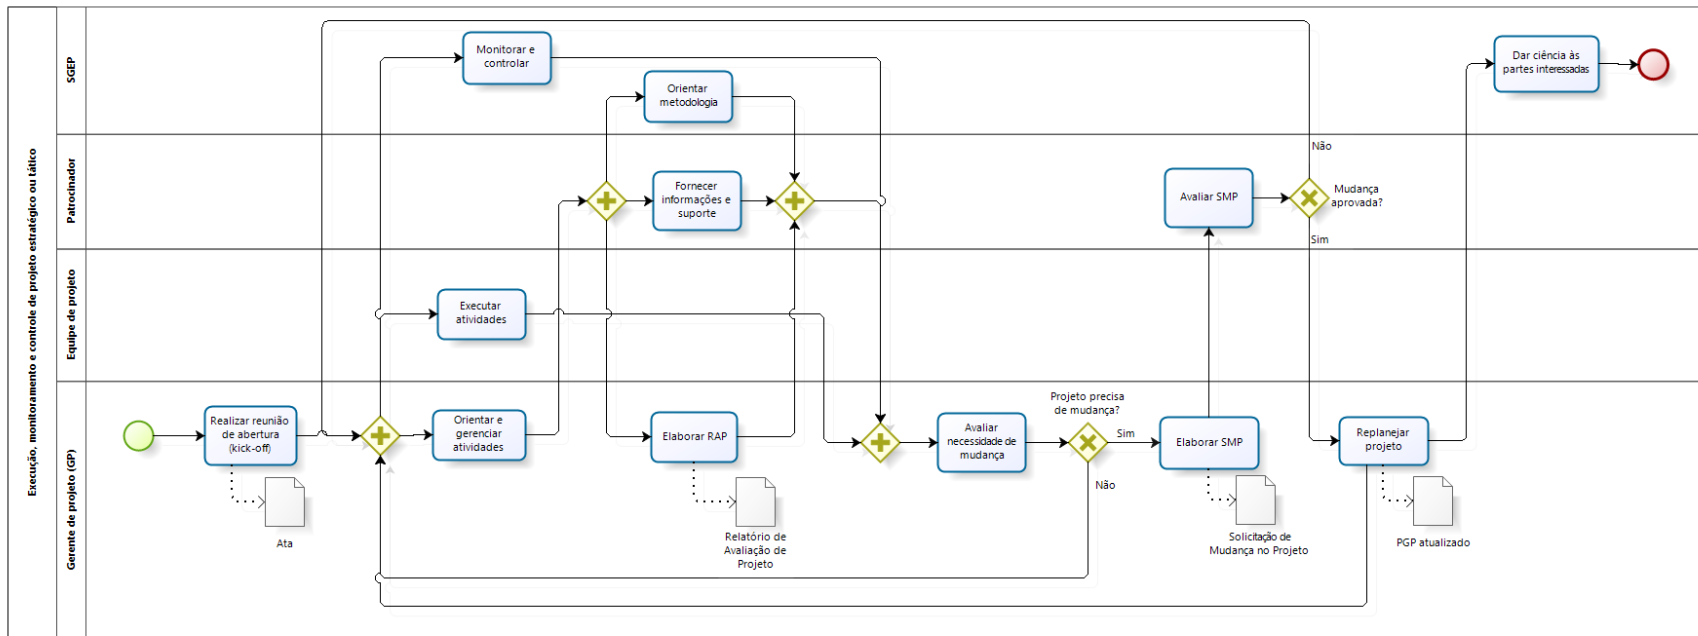 Execução, monitoramento e controle de projeto estratégico ou tático
SGEP
Monitorar e
controlar
Orientar
metodologia
Dar ciência às
partes interessadas
Patrocinador
Fornecer
informações e
suporte
Avaliar SMP
Não
Mudança
aprovada?
Sim
Equipe de projeto
Executar
atividades
Gerente de projeto (GP)
Realizar reunião
de abertura
(kick-off)
Ata
Orientar e
gerenciar
atividades
Elaborar RAP
Relatório de
Avaliação de
Projeto
Avaliar
necessidade de
mudança
Projeto precisa
de mudança?
Sim
Não
Elaborar SMP
Solicitação de
Mudança no Projeto
Replanejar
projeto
PGP atualizado